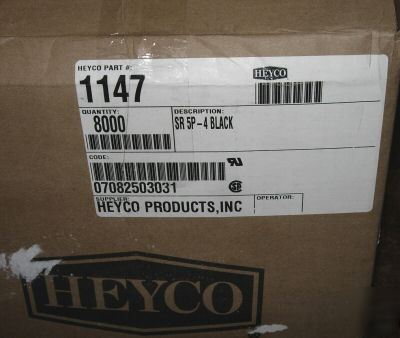 HEYCO PART #:
1147
HEYCO
QUANTITY:
8000
DESCRIPTION:
SR 5P-4 BLACK
CODE:
07082503031
SUPPLIER:
HEYCO PRODUCTS,INC
OPERATOR:
HEYCO